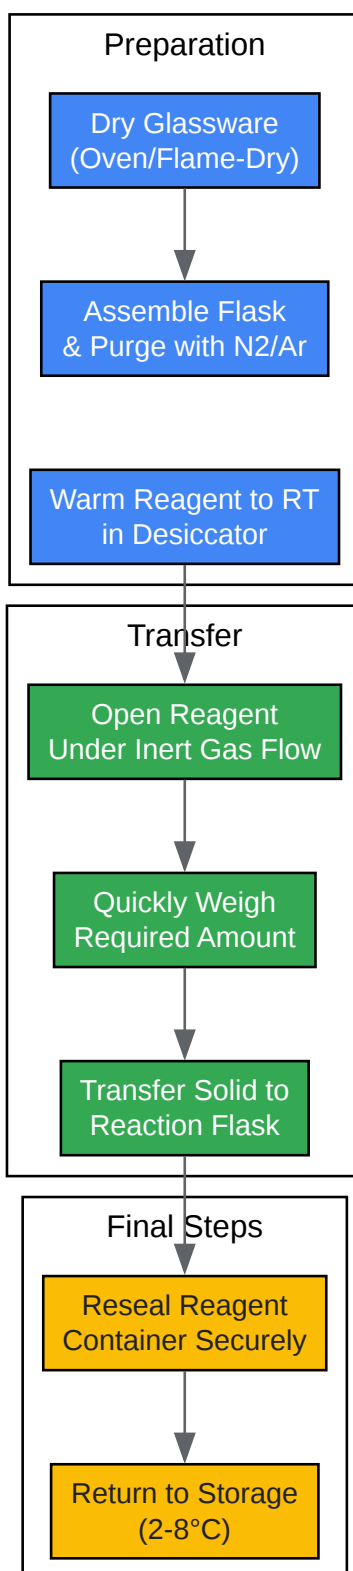 Preparation
Dry Glassware
(Oven/Flame-Dry)
Assemble Flask
& Purge with N2/Ar
Warm Reagent to RT
in Desiccator
Transfer
Open Reagent
Under Inert Gas Flow
Quickly Weigh
Required Amount
Transfer Solid to
Reaction Flask
Final Steps
Reseal Reagent
Container Securely
Return to Storage
(2-8°C)